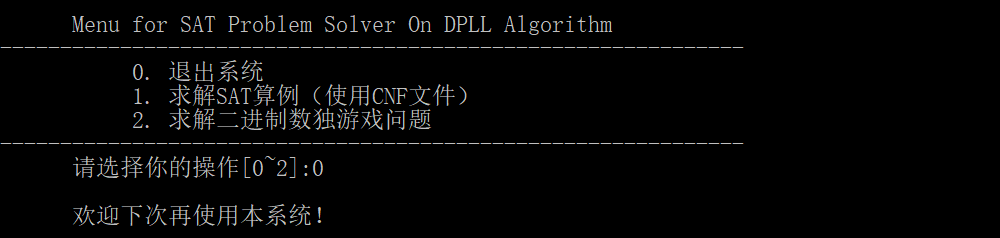 Menu for SAT Problem Solver On DPLL Algorithm
--------------------------------------------------------------
0. 退出系统
1. 求解SAT算例（使用CNF文件）
2. 求解二进制数独游戏问题
--------------------------------------------------------------
请选择你的操作[0~2]:0
欢迎下次再使用本系统!